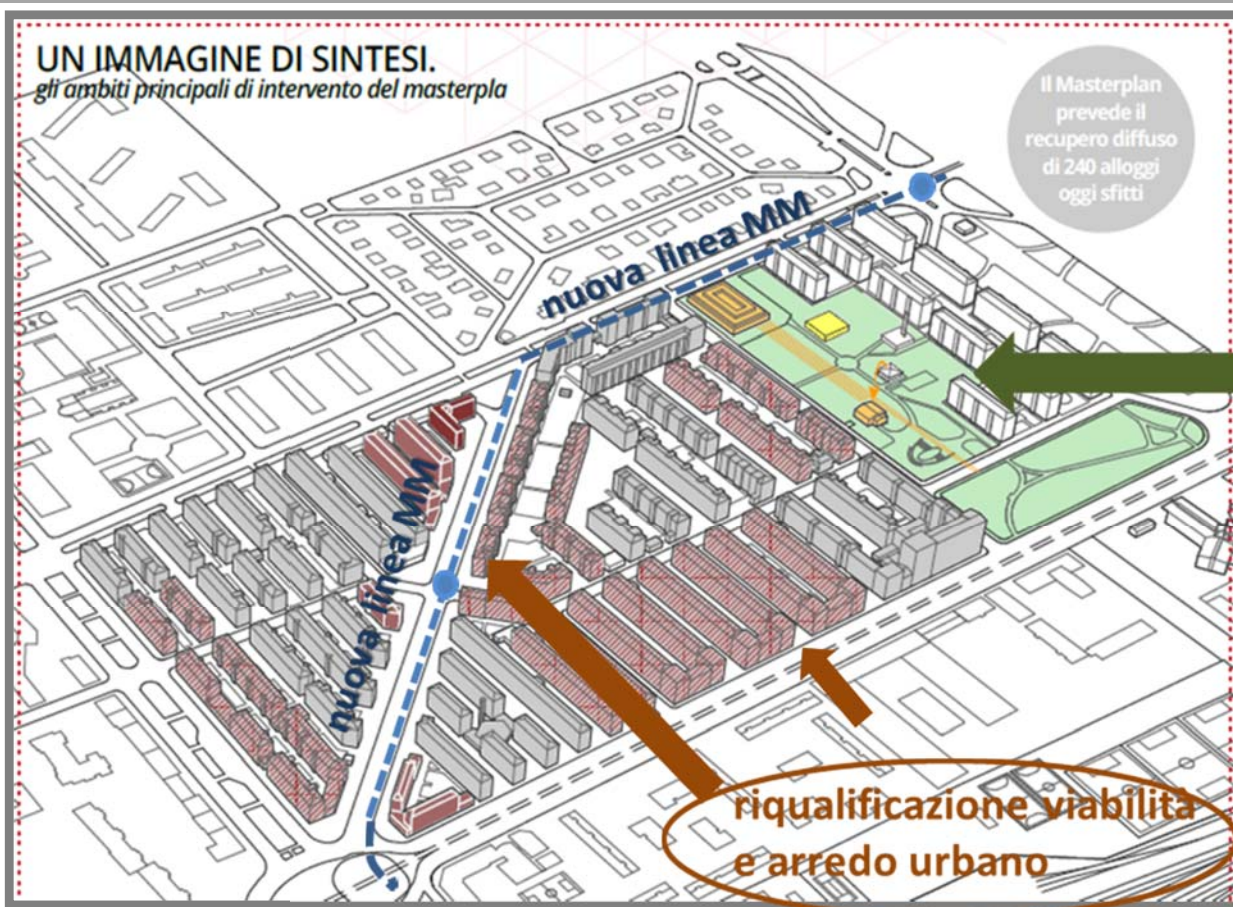 UN IMMAGINE DI SINTESI.
gli ambiti principali di intervento del masterpla
Il Masterplan
prevede il
recupero diffuso
di 240 alloggi
oggi sfitti
nuova linea MM
nuova linea MM
riqualificazione viabilità
e arredo urbano